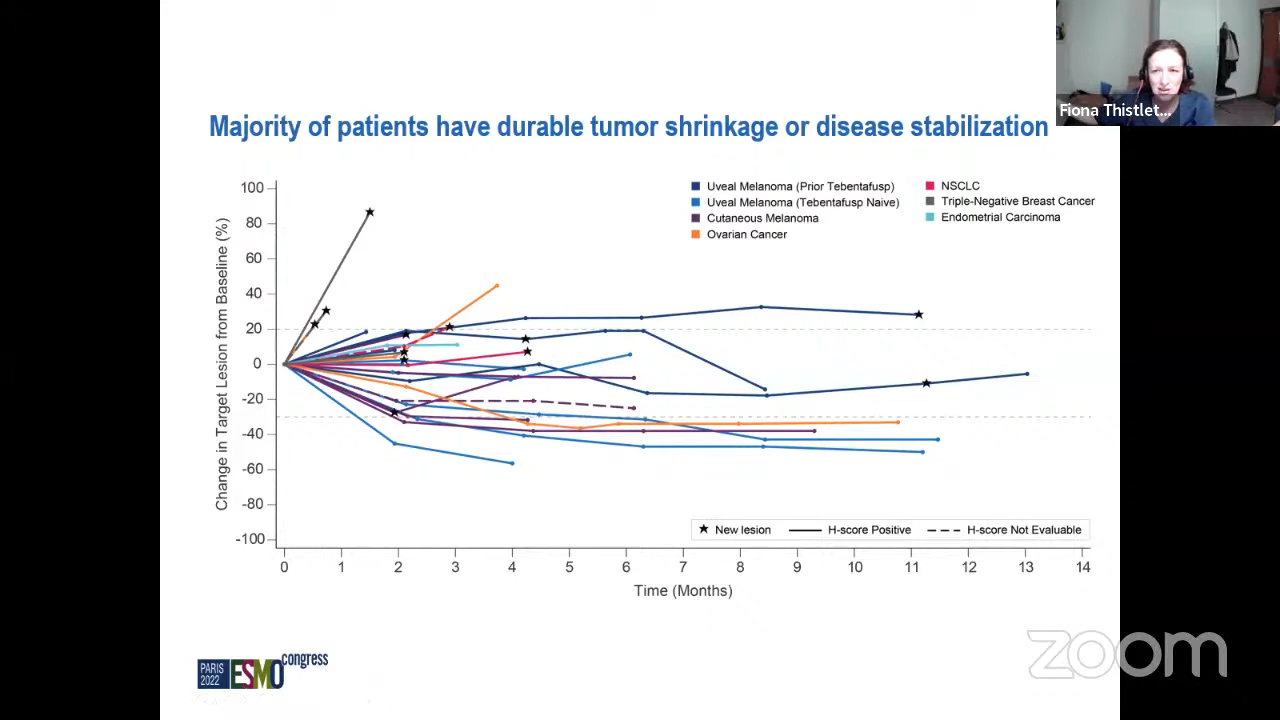 Fiona Thistlet...
Majority of patients have durable tumor shrinkage or disease stabilization
Uveal Melanoma (Prior Tebentafusp)
Uveal Melanoma (Tebentafusp Naive)
Cutaneous Melanoma
Ovarian Cancer
NSCLC
Triple-Negative Breast Cancer
Endometrial Carcinoma
Change in Target Lesion from Baseline (%)
100
80
60
40
20
0
-20
-40
-60
-80
-100
New lesion
H-score Positive
H-score Not Evaluable
0 1 2 3 4 5 6 7 8 9 10 11 12 13 14
Time (Months)
PARIS
2022
ESMO
congress
zoom